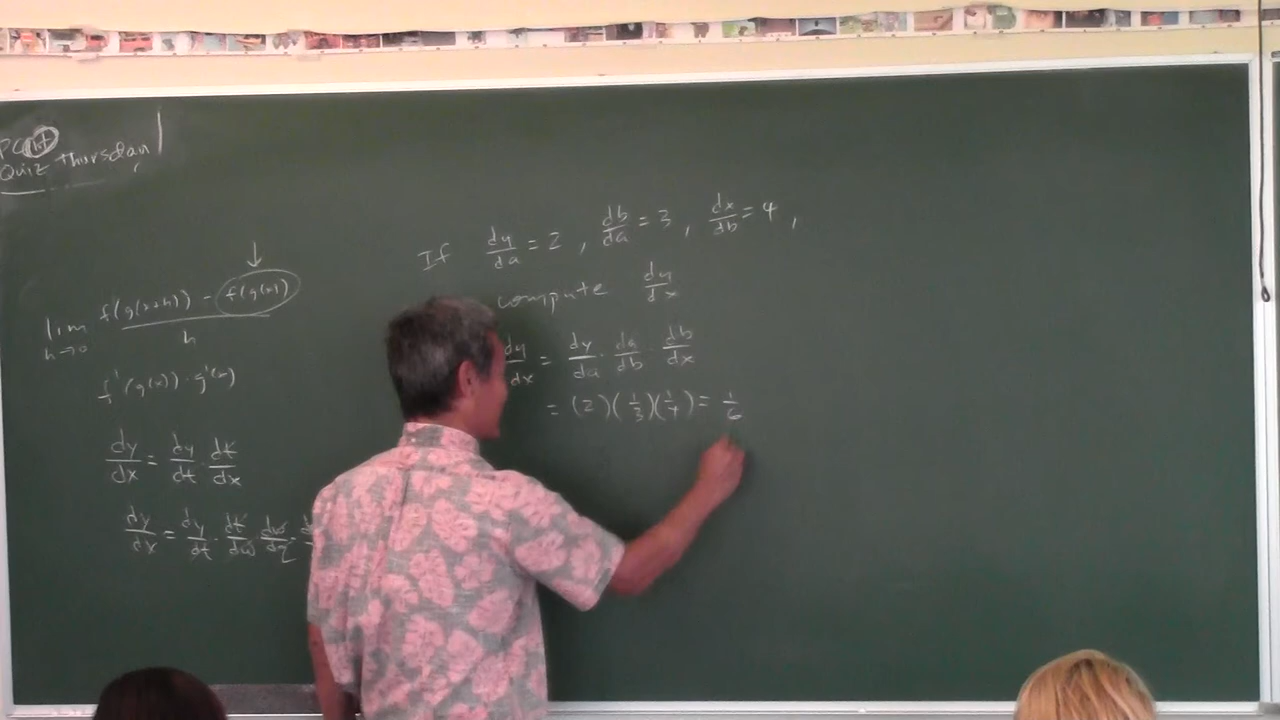 Quiz Thursday
lim h→0 (f(g(x+h)) - f(g(x)))/h
f'(g(x)) · g'(x)
dy/dx = dy/dt · dt/dx
dy/dx = dy/dt · dt/dw · dw/dz ·
If dy/da = 2, db/da = 3, dx/db = 4,
compute dy/dx
dy/dx = dy/da · da/db · db/dx
= (2)(1/3)(1/4) = 1/6